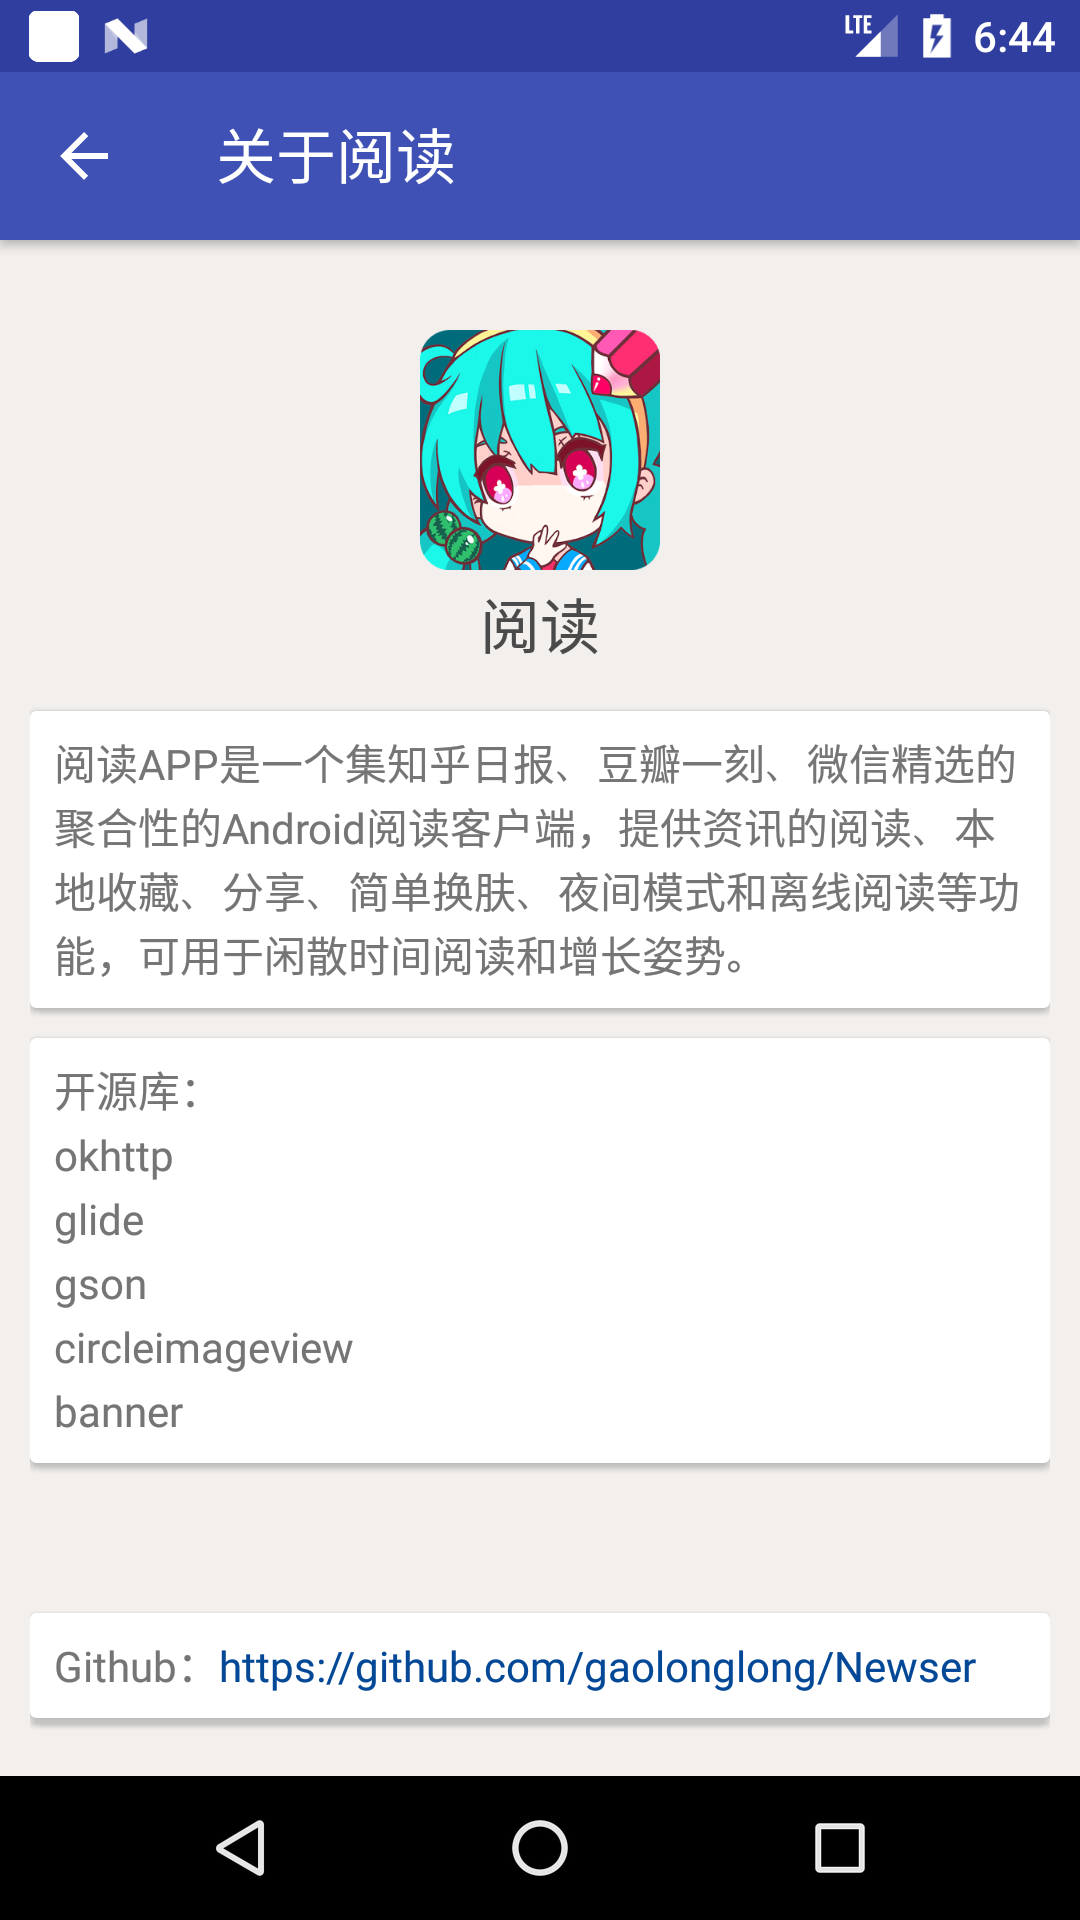 LTE 6:44
关于阅读
阅读
阅读APP是一个集知乎日报、豆瓣一刻、微信精选的
聚合性的Android阅读客户端，提供资讯的阅读、本
地收藏、分享、简单换肤、夜间模式和离线阅读等功
能，可用于闲散时间阅读和增长姿势。
开源库：
okhttp
glide
gson
circleimageview
banner
Github：https://github.com/gaolonglong/Newser